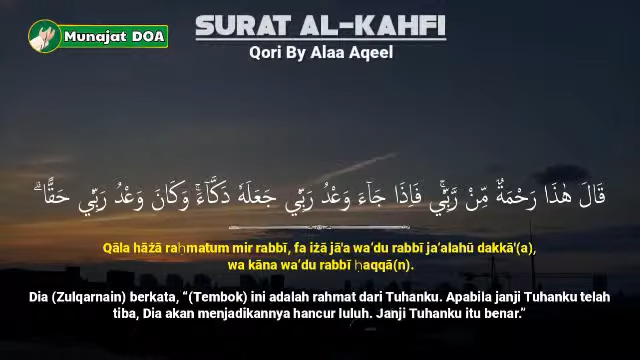 Munajat DOA
SURAT AL-KAHFI
Qori By Alaa Aqeel
قَالَ هٰذَا رَحْمَةٌ مِّنْ رَّبِّيْۚ فَاِذَا جَاۤءَ وَعْدُ رَبِّيْ جَعَلَهٗ دَكَّاۤءَۚ وَكَانَ وَعْدُ رَبِّيْ حَقًّاۗ
Qāla hāżā raḥmatum mir rabbī, fa iżā jā'a wa‘du rabbī ja‘alahū dakkā'(a),
wa kāna wa‘du rabbī ḥaqqā(n).
Dia (Zulqarnain) berkata, “(Tembok) ini adalah rahmat dari Tuhanku. Apabila janji Tuhanku telah
tiba, Dia akan menjadikannya hancur luluh. Janji Tuhanku itu benar.”